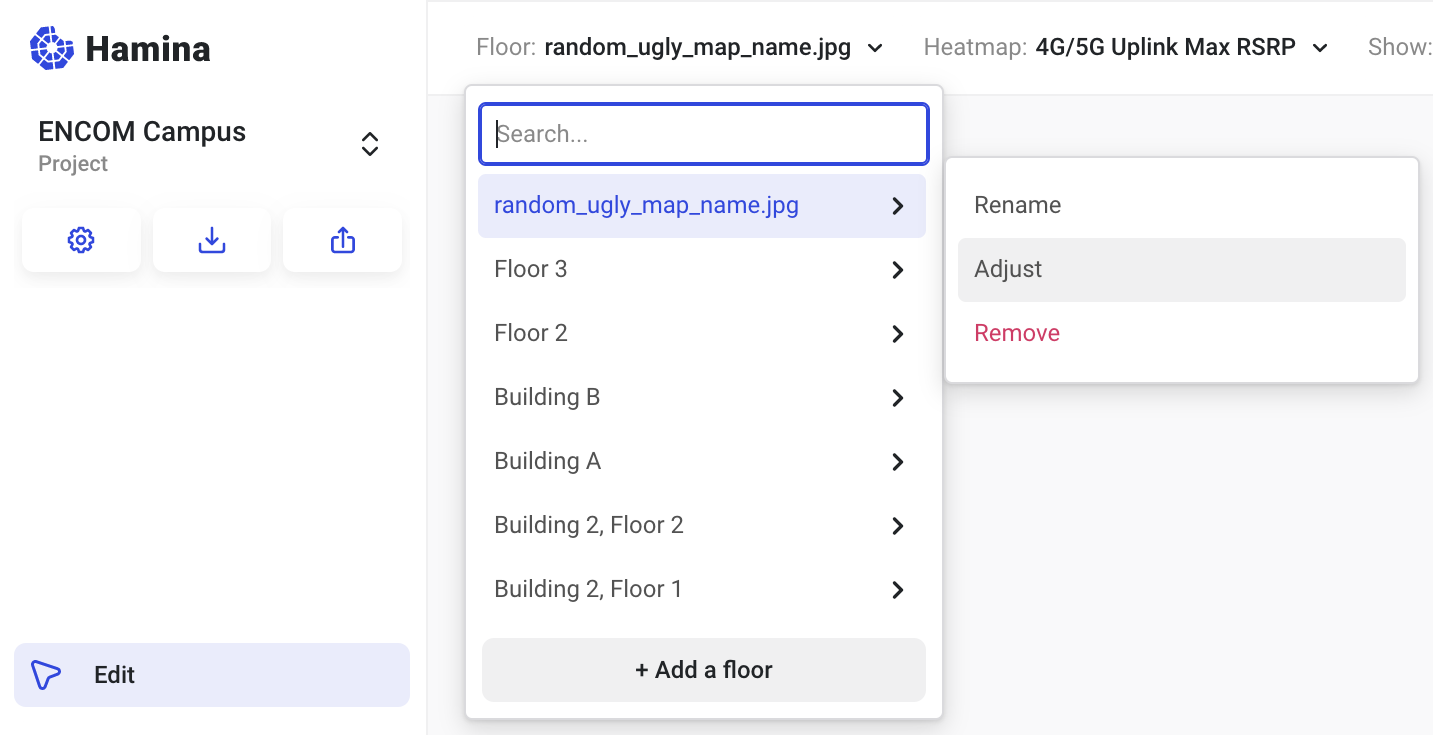 Hamina
Floor: random_ugly_map_name.jpg
Heatmap: 4G/5G Uplink Max RSRP
Show:
ENCOM Campus
Project
Search...
random_ugly_map_name.jpg
Floor 3
Floor 2
Building B
Building A
Building 2, Floor 2
Building 2, Floor 1
+ Add a floor
Rename
Adjust
Remove
Edit